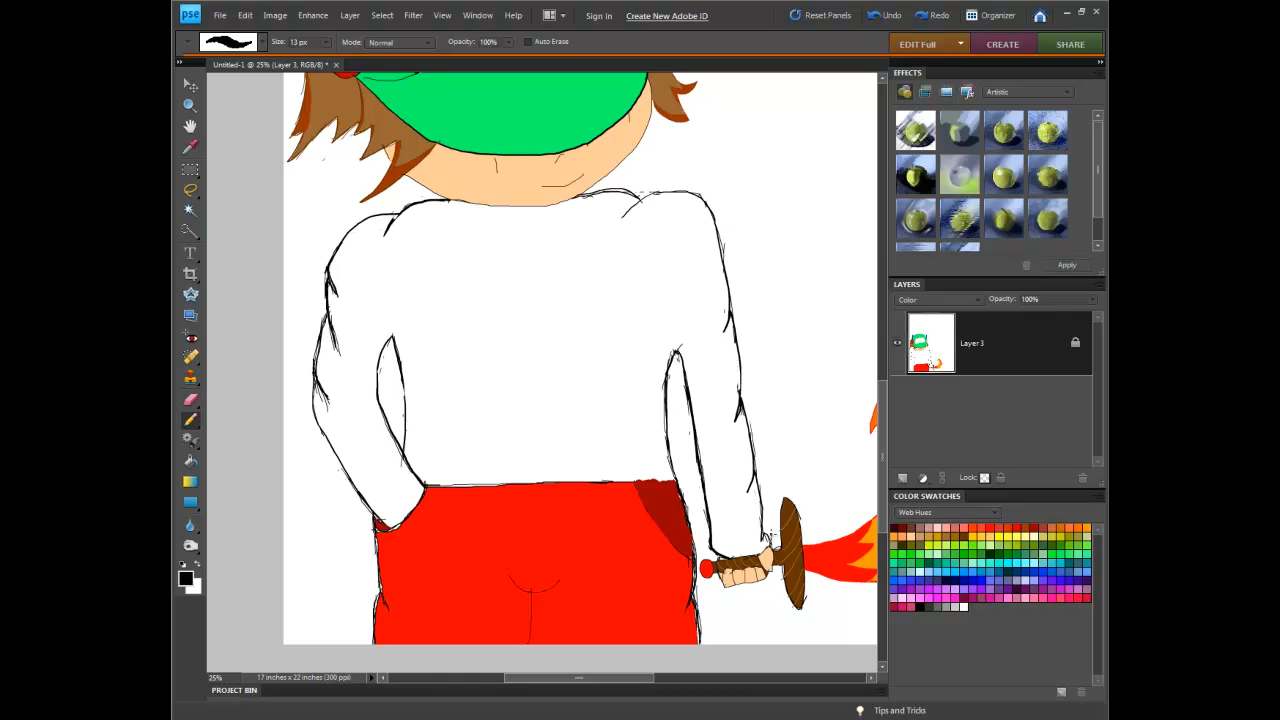 pse File Edit Image Enhance Layer Select Filter View Window Help Sign In Create New Adobe ID Reset Panels Undo Redo Organizer
Size: 13 px Mode: Normal Opacity: 100% Auto Erase EDIT Full CREATE SHARE
Untitled-1 @ 25% (Layer 3, RGB/8) *
EFFECTS
Artistic
Apply
LAYERS
Color Opacity: 100%
Layer 3
Lock:
COLOR SWATCHES
Web Hues
25% 17 inches x 22 inches (300 ppi)
PROJECT BIN
Tips and Tricks